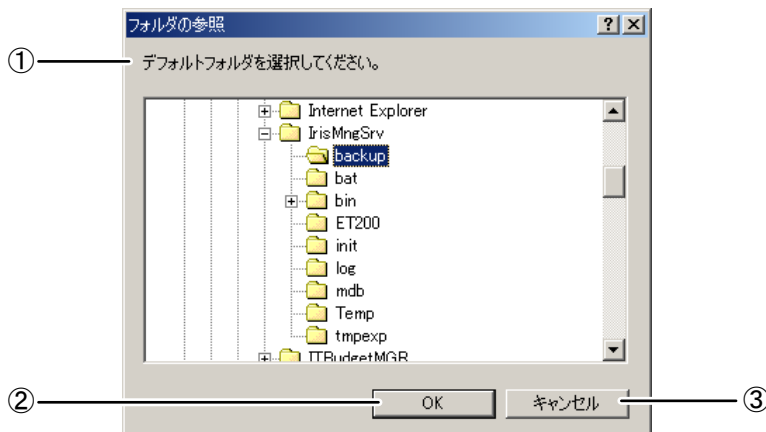 フォルダの参照
①
デフォルトフォルダを選択してください。
Internet Explorer
IrisMngSrv
backup
bat
bin
ET200
init
log
mdb
Temp
tmpexp
ITBudgetMGR
②
OK
キャンセル
③